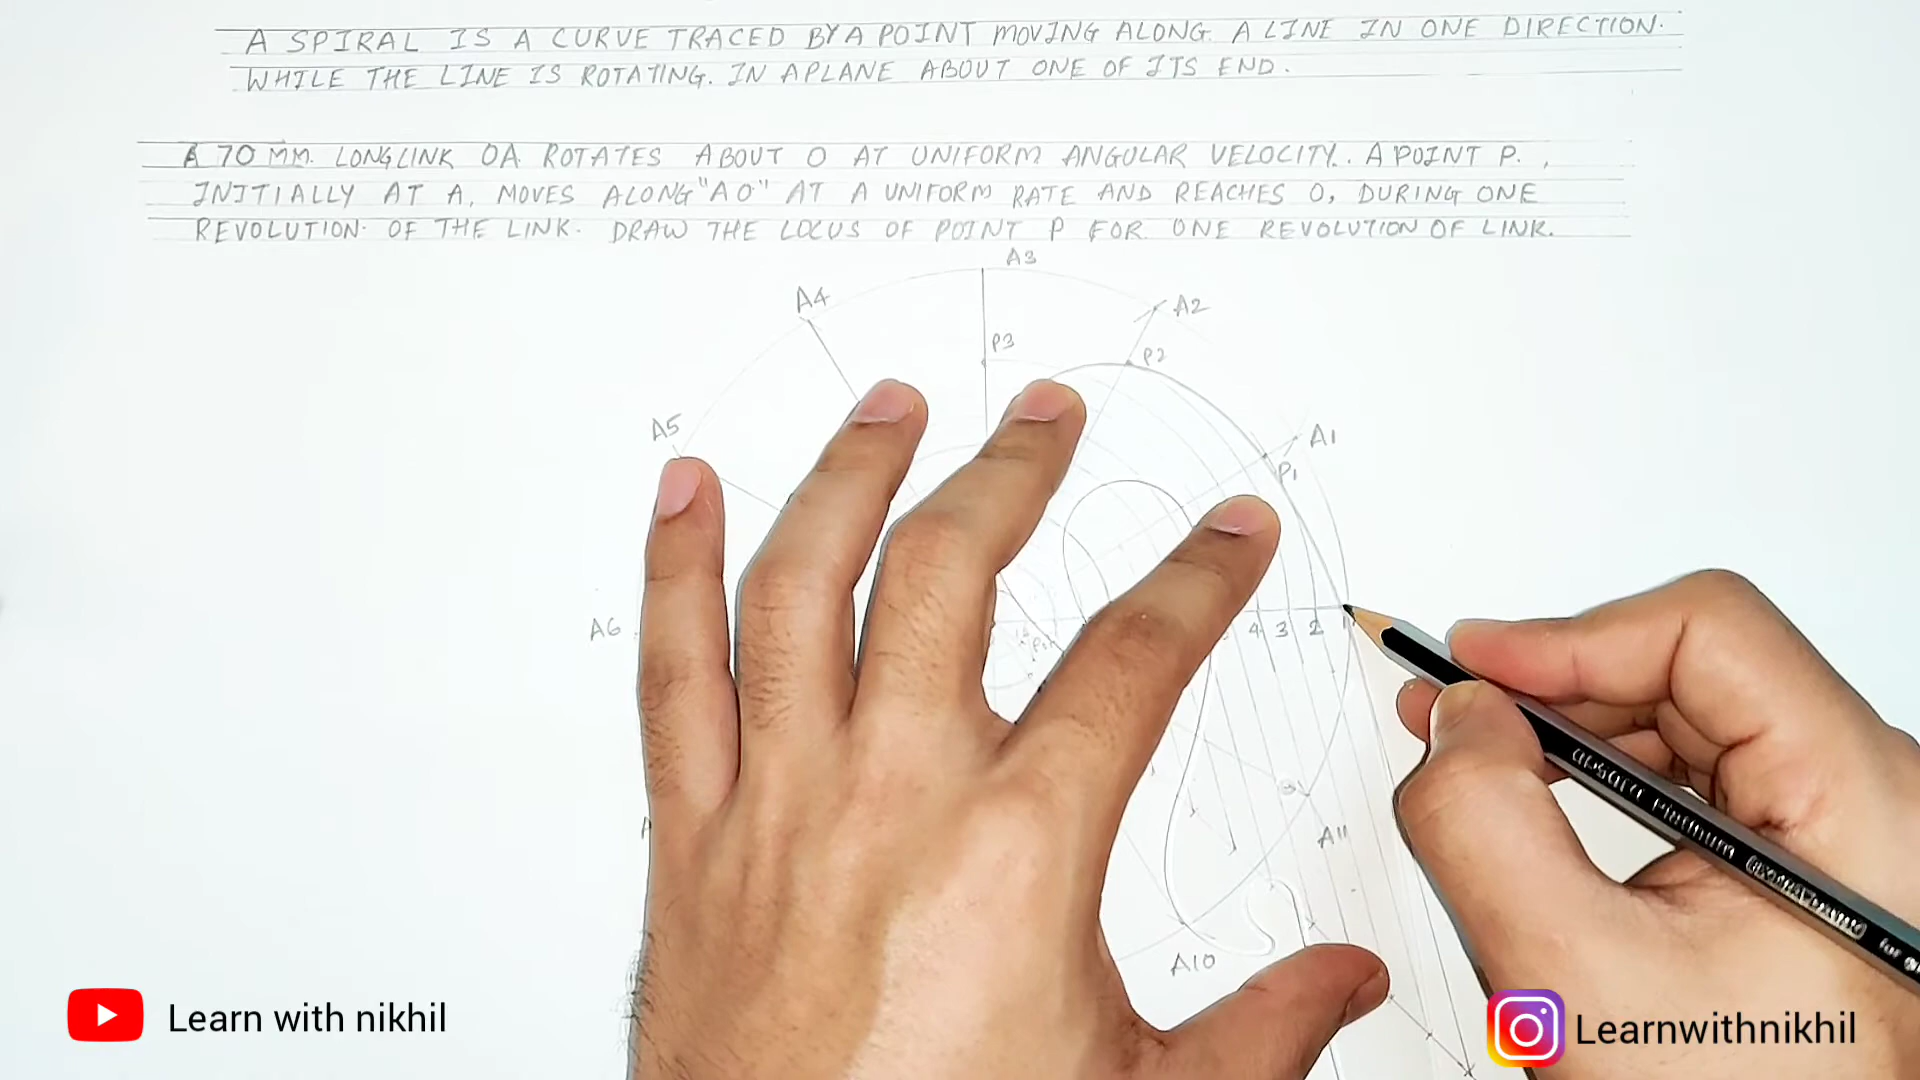 A SPIRAL IS A CURVE TRACED BY A POINT MOVING ALONG A LINE IN ONE DIRECTION.
WHILE THE LINE IS ROTATING. IN A PLANE ABOUT ONE OF ITS END.
A 70 MM. LONG LINK OA ROTATES ABOUT O AT UNIFORM ANGULAR VELOCITY. A POINT P.,
INITIALLY AT A, MOVES ALONG "AO" AT A UNIFORM RATE AND REACHES O, DURING ONE
REVOLUTION. OF THE LINK. DRAW THE LOCUS OF POINT P FOR ONE REVOLUTION OF LINK.
A3
A4
A2
P3
P2
A5
A1
P1
A6
4 3 2 1
A11
A10
Learn with nikhil
Learnwithnikhil
apsara Platinum